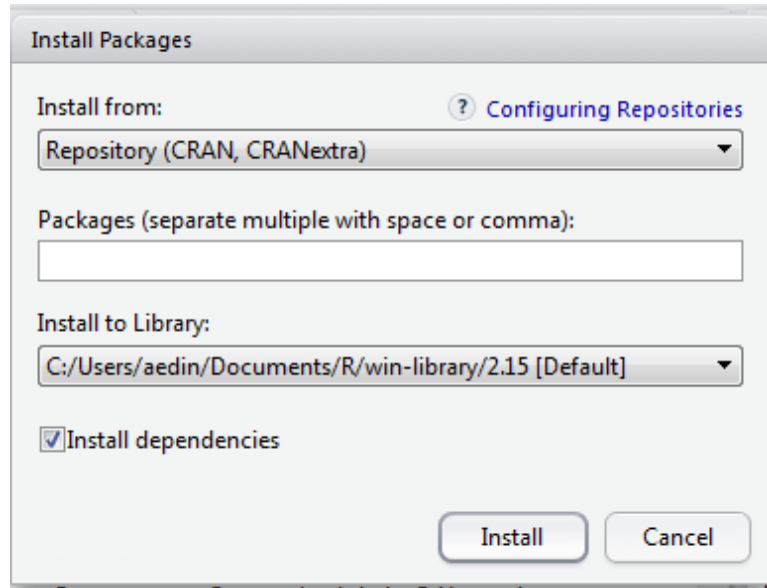 Install Packages
Install from:
? Configuring Repositories
Repository (CRAN, CRANextra)
Packages (separate multiple with space or comma):
Install to Library:
C:/Users/aedin/Documents/R/win-library/2.15 [Default]
Install dependencies
Install
Cancel